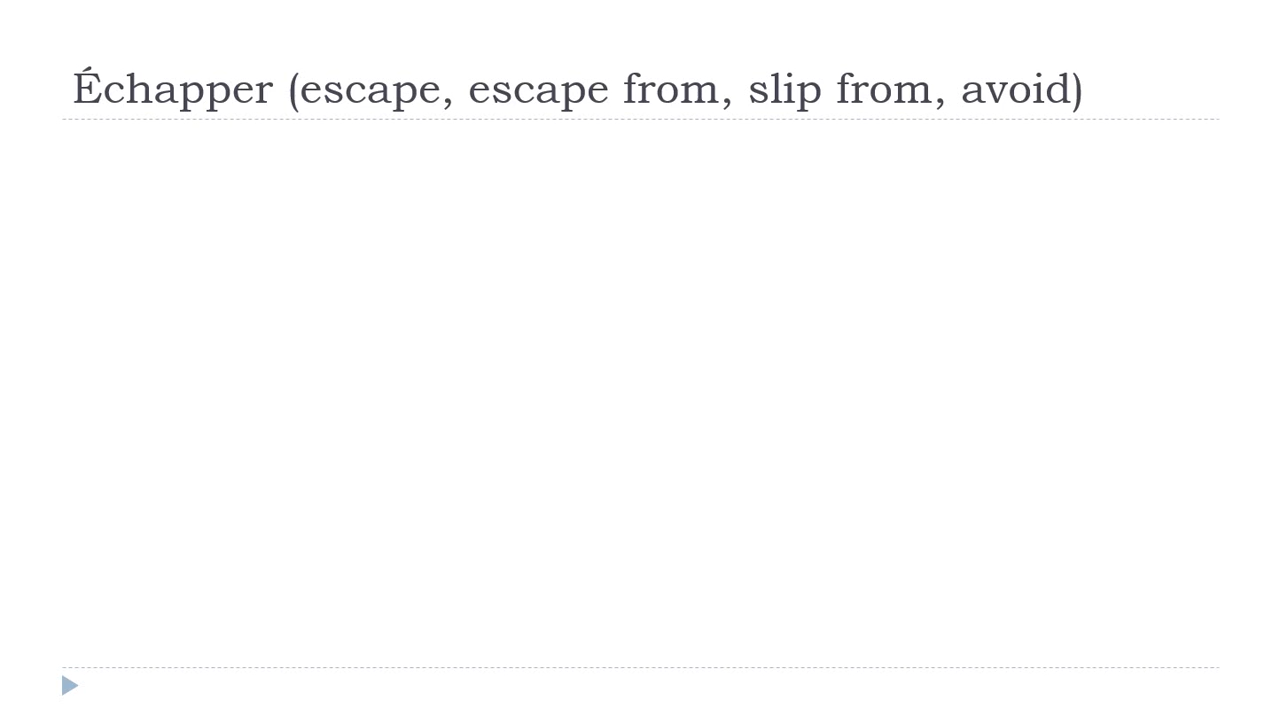 Échapper (escape, escape from, slip from, avoid)